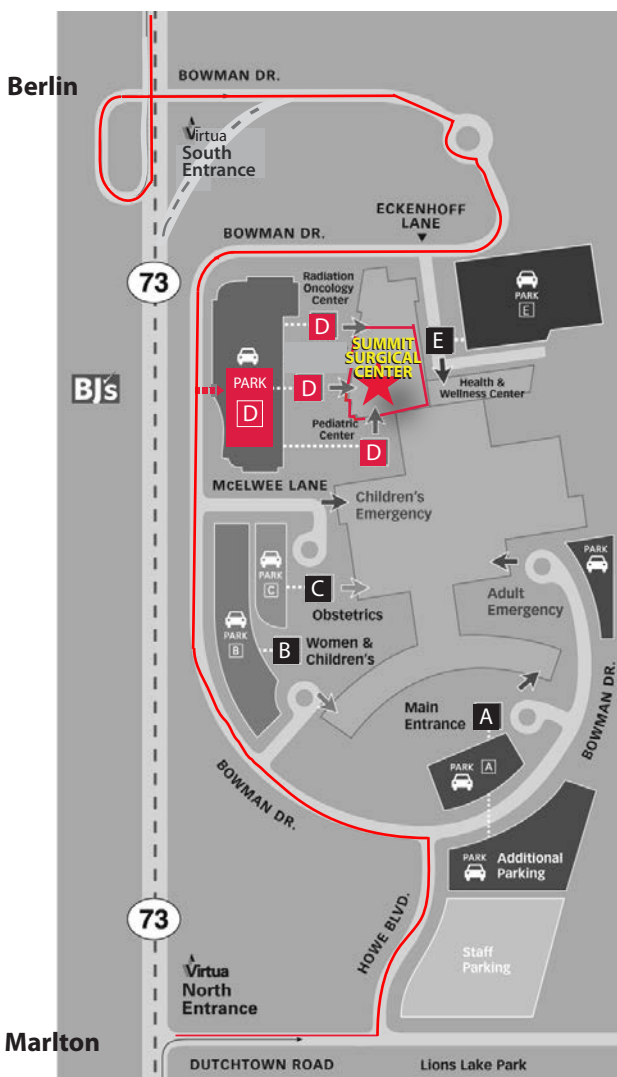 BOWMAN DR.
Berlin
Virtua
South
Entrance
ECKENHOFF
LANE
BOWMAN DR.
73
Radiation
Oncology
Center
PARK
E
D
E
SUMMIT
SURGICAL
CENTER
BJ's
PARK
D
D
Health &
Wellness Center
Pediatric
Center
D
McELWEE LANE
Children's
Emergency
PARK
PARK
C
C
Obstetrics
Adult
Emergency
PARK
B
B
Women &
Children's
Main
Entrance
A
BOWMAN DR.
BOWMAN DR.
PARK
A
PARK
Additional
Parking
73
HOWE BLVD.
Staff
Parking
Virtua
North
Entrance
Marlton
DUTCHTOWN ROAD
Lions Lake Park